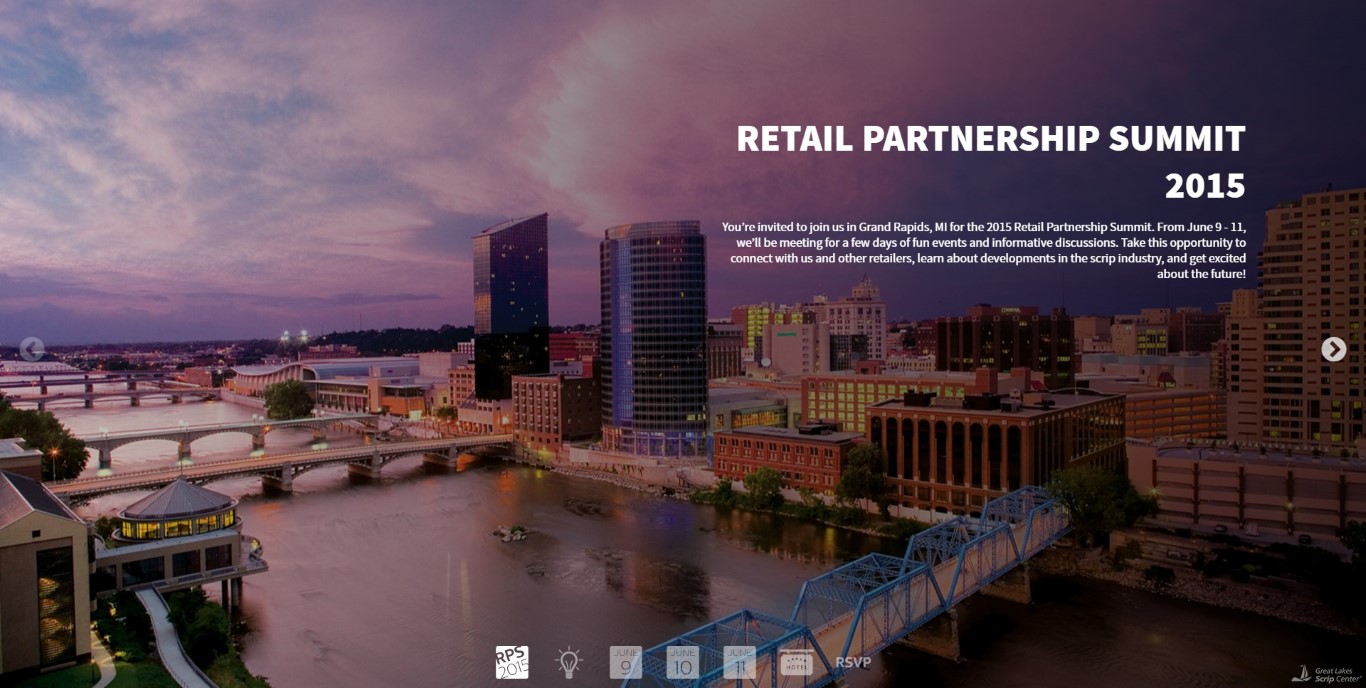 RETAIL PARTNERSHIP SUMMIT
2015
You're invited to join us in Grand Rapids, MI for the 2015 Retail Partnership Summit. From June 9 - 11,
we'll be meeting for a few days of fun events and informative discussions. Take this opportunity to
connect with us and other retailers, learn about developments in the scrip industry, and get excited
about the future!
RPS
2015
JUNE
9
JUNE
10
JUNE
11
HOTEL
RSVP
Great Lakes
Scrip Center